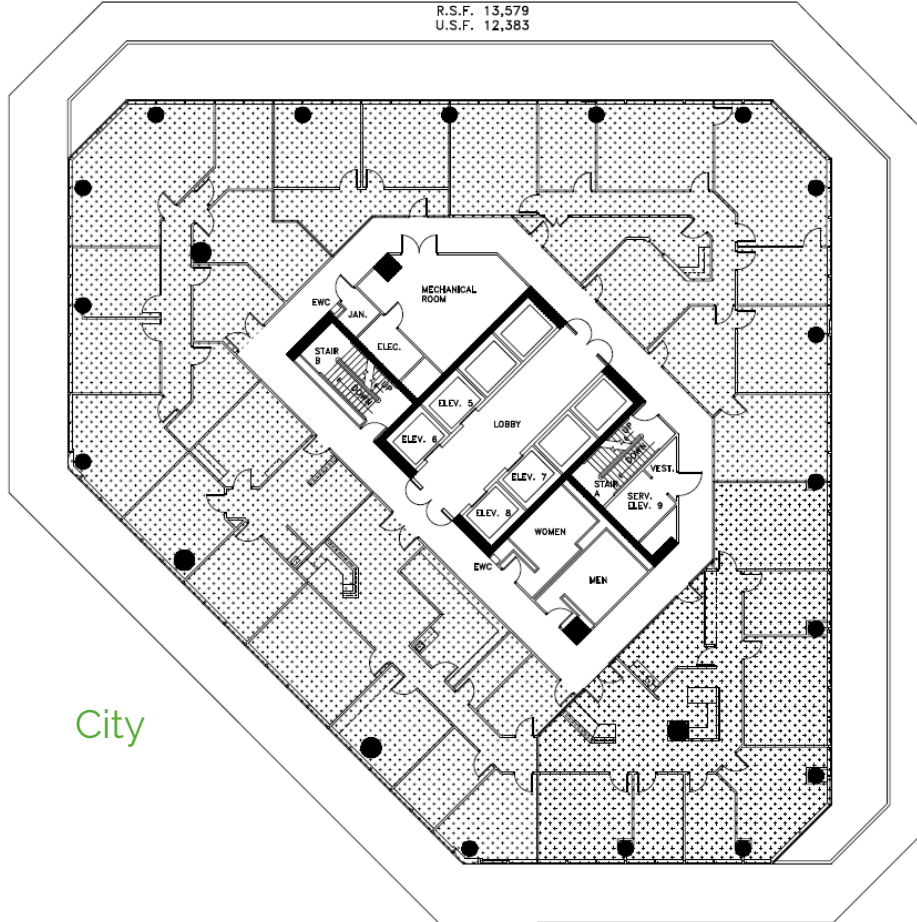 R.S.F. 13,579
U.S.F. 12,383
MECHANICAL
ROOM
EWC
JAN.
ELEC.
STAIR
B
UP
DOWN
ELEV. 5
ELEV. 6
LOBBY
UP
DOWN
VEST.
STAIR
A
SERV.
ELEV. 9
ELEV. 7
ELEV. 8
WOMEN
EWC
MEN
City